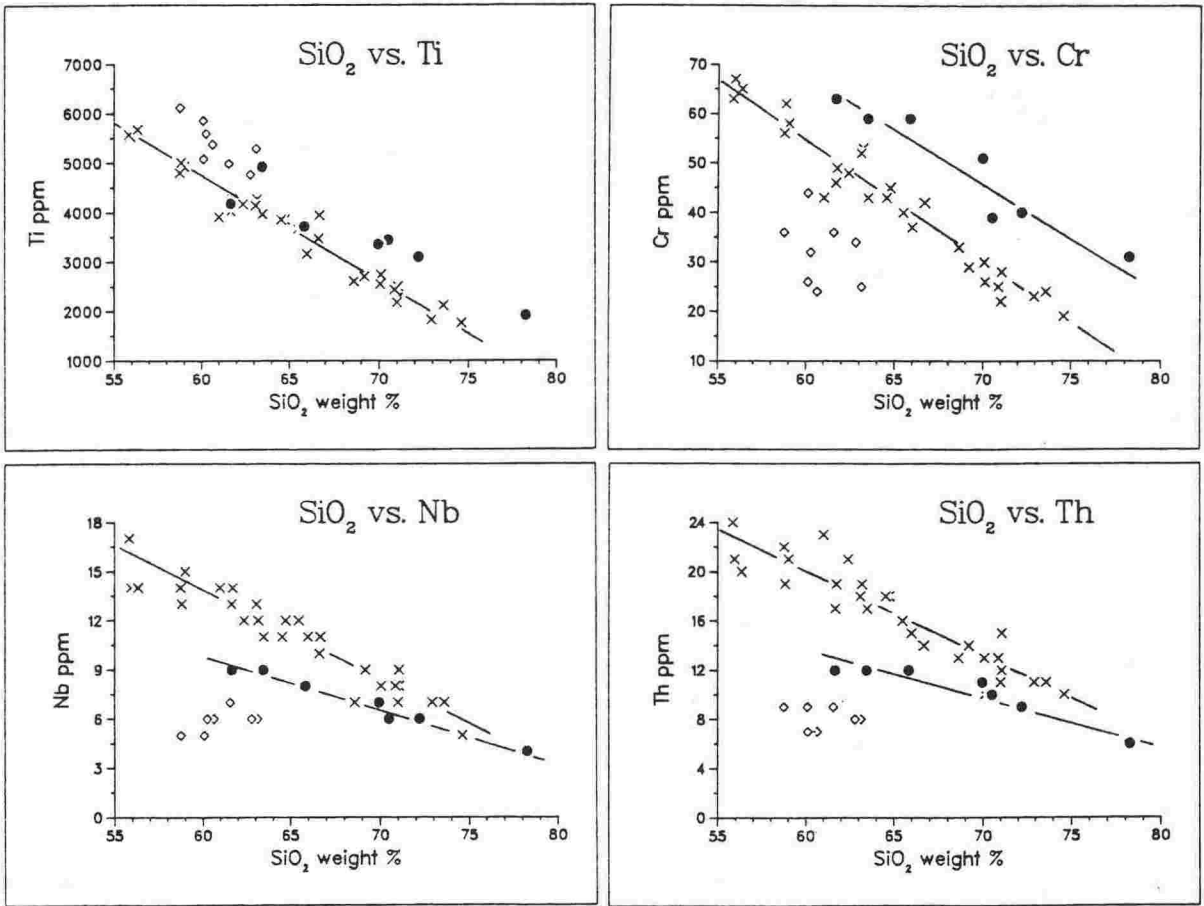 SiO₂ vs. Ti
7000
6000
5000
4000
3000
2000
1000
Ti ppm
55 60 65 70 75 80
SiO₂ weight %
SiO₂ vs. Cr
70
60
50
40
30
20
10
Cr ppm
55 60 65 70 75 80
SiO₂ weight %
SiO₂ vs. Nb
18
15
12
9
6
3
0
Nb ppm
55 60 65 70 75 80
SiO₂ weight %
SiO₂ vs. Th
24
20
16
12
8
4
0
Th ppm
55 60 65 70 75 80
SiO₂ weight %